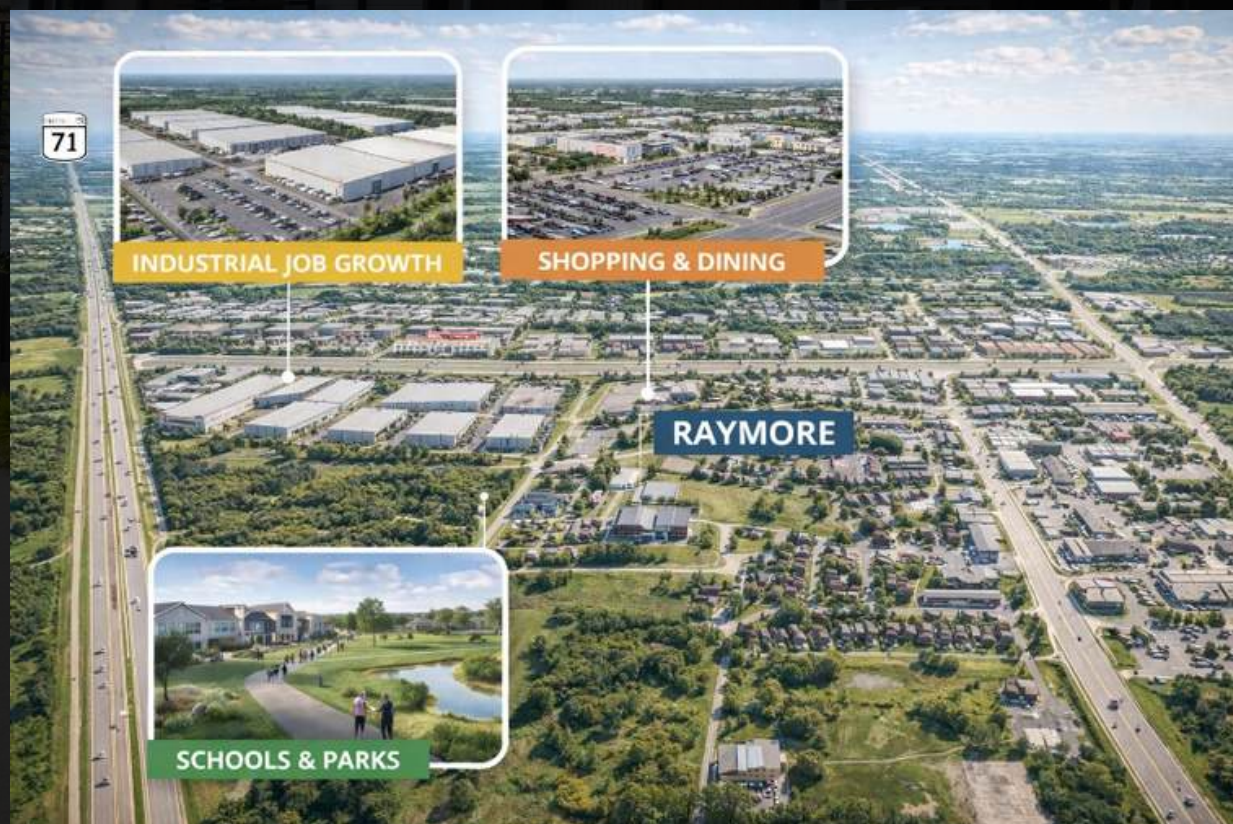 71
INDUSTRIAL JOB GROWTH
SHOPPING & DINING
RAYMORE
SCHOOLS & PARKS